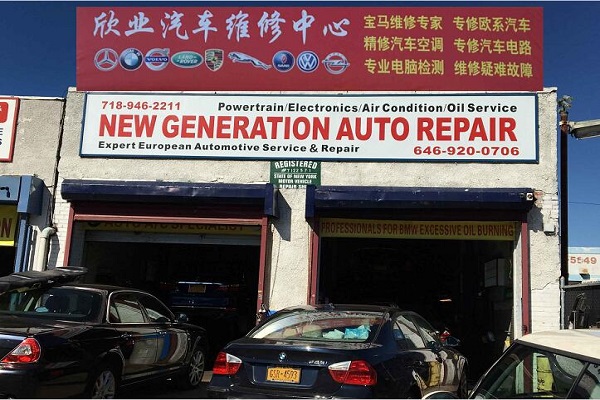 欣业汽车维修中心
宝马维修专家 专修欧系汽车
精修汽车空调 专修汽车电路
专业电脑检测 维修疑难故障
718-946-2211
Powertrain/Electronics/Air Condition/Oil Service
NEW GENERATION AUTO REPAIR
Expert European Automotive Service & Repair
646-920-0706
REGISTERED
STATE OF NEW YORK
MOTOR VEHICLE
REPAIR SHOP
AUTO A/C SPECIALIST
PROFESSIONALS FOR BMW EXCESSIVE OIL BURNING